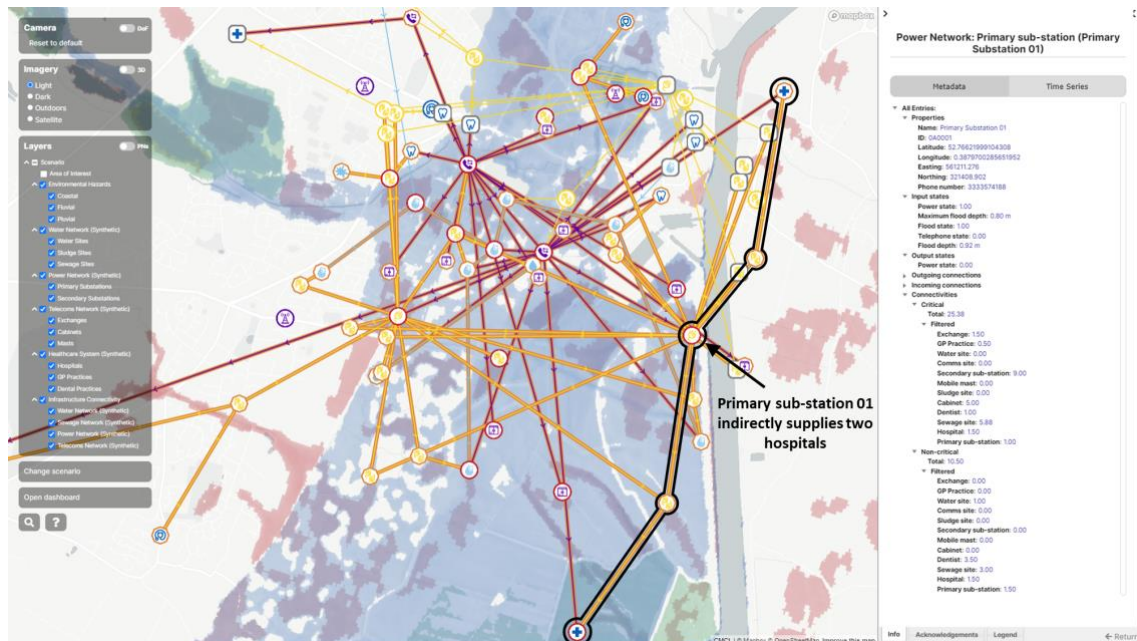 Camera
DoF
Reset to default
Imagery
3D
Light
Dark
Outdoors
Satellite
Layers
Scenario
Area of Interest
Environmental Hazards
Coastal
Fluvial
Pluvial
Water Network (Synthetic)
Water Sites
Sludge Sites
Sewage Sites
Power Network (Synthetic)
Primary Substations
Secondary Substations
Telecoms Network (Synthetic)
Exchanges
Cabinets
Masts
Healthcare System (Synthetic)
Hospitals
GP Practices
Dental Practices
Infrastructure Connectivity
Water Network (Synthetic)
Sewage Network (Synthetic)
Power Network (Synthetic)
Telecoms Network (Synthetic)
Change scenario
Open dashboard
?
mapbox
Primary sub-station 01
indirectly supplies two
hospitals
CMCL | © Mapbox © OpenStreetMap Improve this map
Power Network: Primary sub-station (Primary
Substation 01)
Metadata
Time Series
All Entries:
Properties
Name: Primary Substation 01
ID: 0A0001
Latitude: 52.76621999104308
Longitude: 0.3879700285651952
Easting: 561211.276
Northing: 321408.902
Phone number: 3333574188
Input states
Power state: 1.00
Maximum flood depth: 0.80 m
Flood state: 1.00
Telephone state: 0.00
Flood depth: 0.92 m
Output states
Power state: 0.00
Outgoing connections
Incoming connections
Connectivities
Critical
Total: 25.38
Filtered
Exchange: 1.50
GP Practice: 0.50
Water site: 0.00
Comms site: 0.00
Secondary sub-station: 9.00
Mobile mast: 0.00
Sludge site: 0.00
Cabinet: 5.00
Dentist: 1.00
Sewage site: 5.88
Hospital: 1.50
Primary sub-station: 1.00
Non-critical
Total: 10.50
Filtered
Exchange: 0.00
GP Practice: 0.00
Water site: 1.00
Comms site: 0.00
Sludge site: 0.00
Secondary sub-station: 0.00
Mobile mast: 0.00
Cabinet: 0.00
Dentist: 3.50
Sewage site: 3.00
Hospital: 1.50
Primary sub-station: 1.50
Info
Acknowledgements
Legend
Return